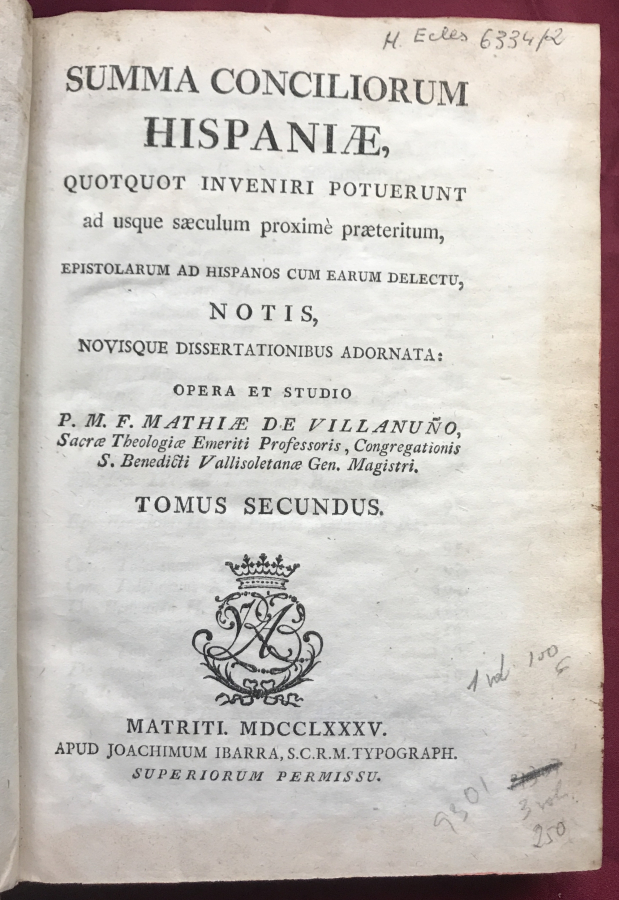 H. Ecles 6334/2
SUMMA CONCILIORUM
HISPANIÆ,
QUOTQUOT INVENIRI POTUERUNT
ad usque sæculum proximè præteritum,
EPISTOLARUM AD HISPANOS CUM EARUM DELECTU,
NOTIS,
NOVISQUE DISSERTATIONIBUS ADORNATA:
OPERA ET STUDIO
P. M. F. MATHIÆ DE VILLANUÑO,
Sacræ Theologiæ Emeriti Professoris, Congregationis
S. Benedicti Vallisoletanæ Gen. Magistri.
TOMUS SECUNDUS.
1 vol. 100
MATRITI. MDCCLXXXV.
APUD JOACHIMUM IBARRA, S.C.R.M. TYPOGRAPH.
SUPERIORUM PERMISSU.
9301
3 vol.
250